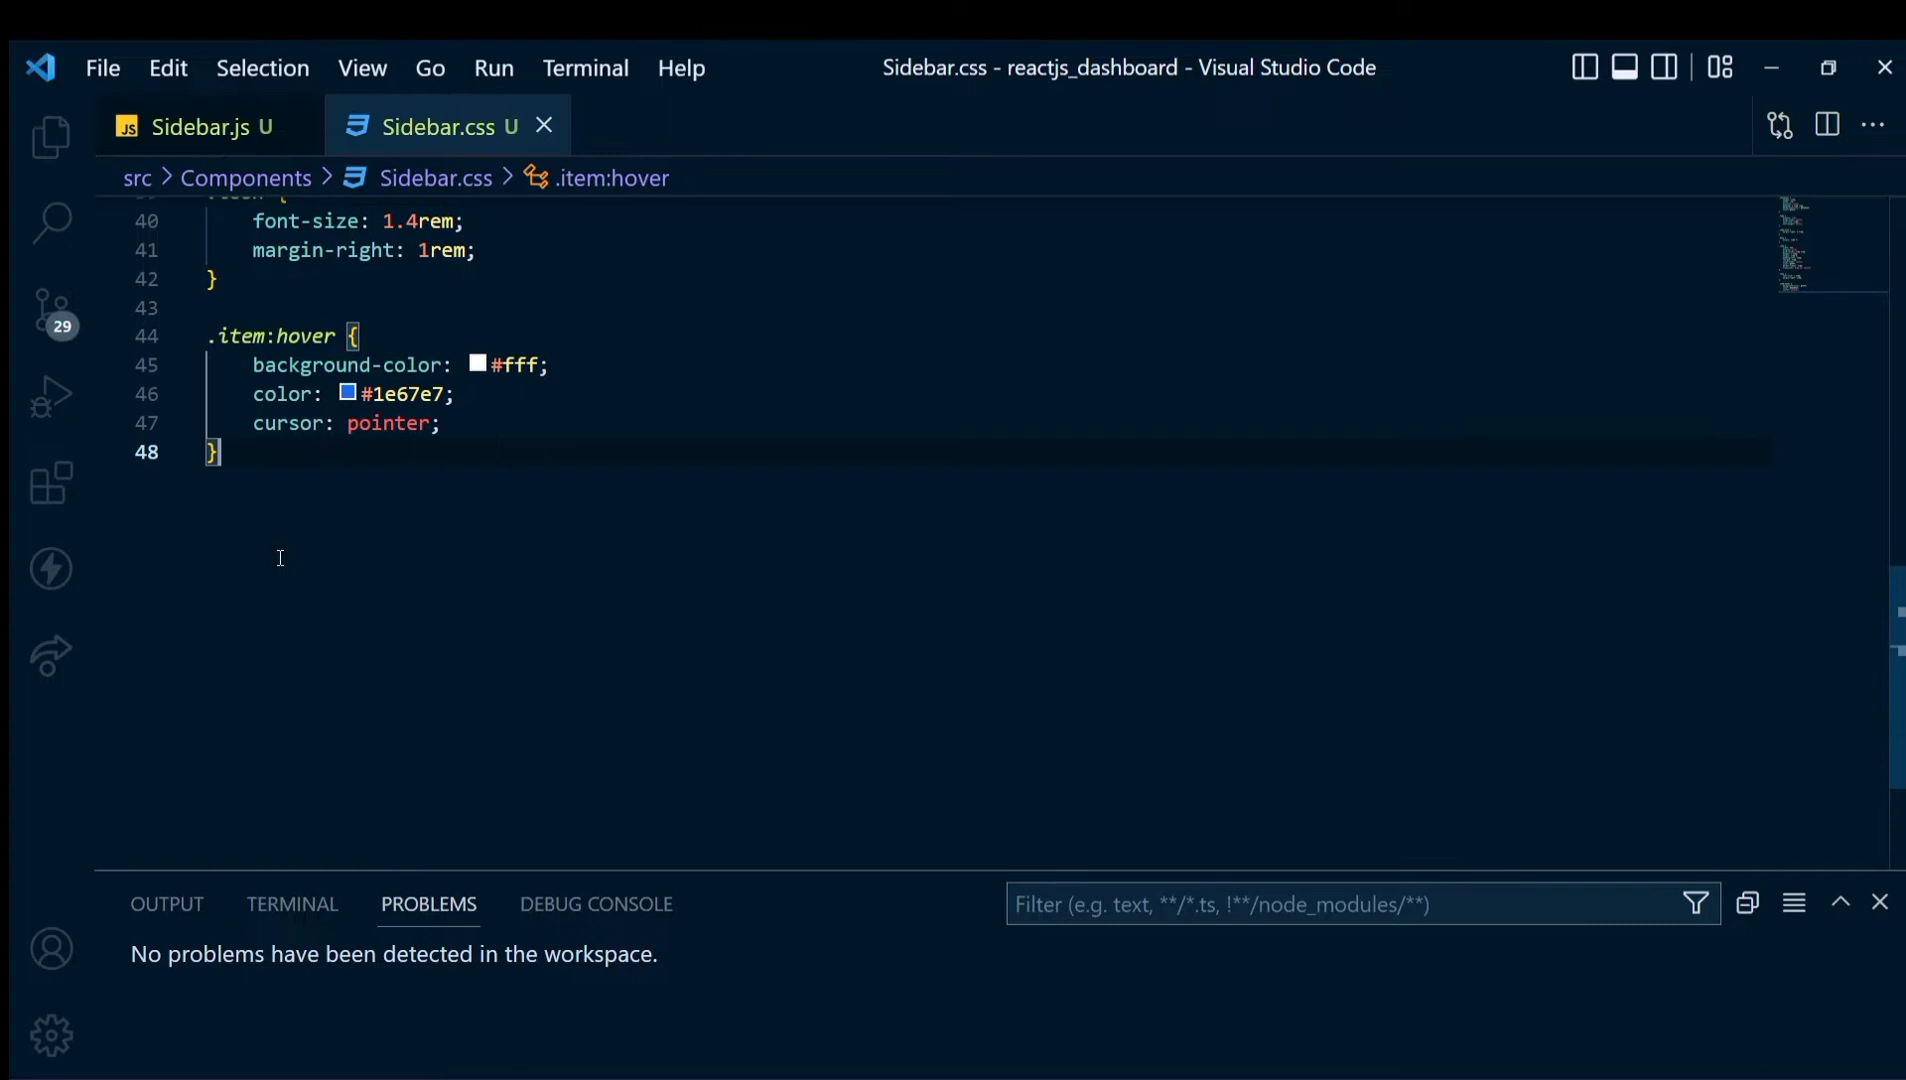 File Edit Selection View Go Run Terminal Help Sidebar.css - reactjs_dashboard - Visual Studio Code
JS Sidebar.js U Sidebar.css U
src > Components > Sidebar.css > .item:hover
40 font-size: 1.4rem;
41 margin-right: 1rem;
42 }
43
44 .item:hover {
45 background-color: #fff;
46 color: #1e67e7;
47 cursor: pointer;
48 }
29
OUTPUT TERMINAL PROBLEMS DEBUG CONSOLE Filter (e.g. text, **/*.ts, !**/node_modules/**)
No problems have been detected in the workspace.